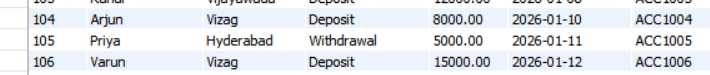 104 Arjun Vizag Deposit 8000.00 2026-01-10 ACC1004
105 Priya Hyderabad Withdrawal 5000.00 2026-01-11 ACC1005
106 Varun Vizag Deposit 15000.00 2026-01-12 ACC1006